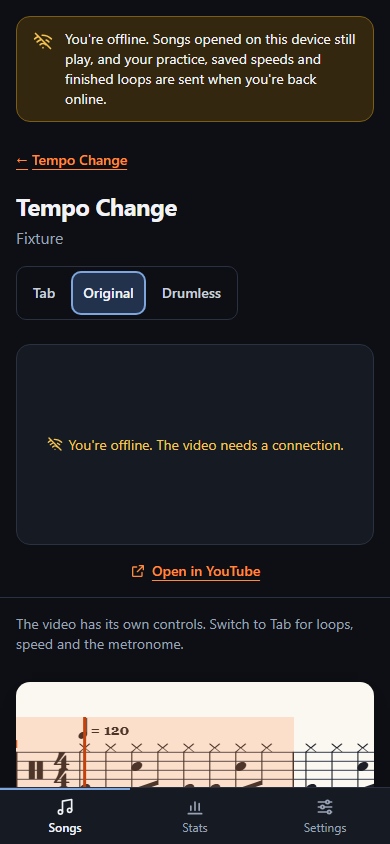 You're offline. Songs opened on this device still
play, and your practice, saved speeds and
finished loops are sent when you're back
online.
← Tempo Change
Tempo Change
Fixture
Tab Original Drumless
You're offline. The video needs a connection.
Open in YouTube
The video has its own controls. Switch to Tab for loops,
speed and the metronome.
= 120
4
4
Songs Stats Settings